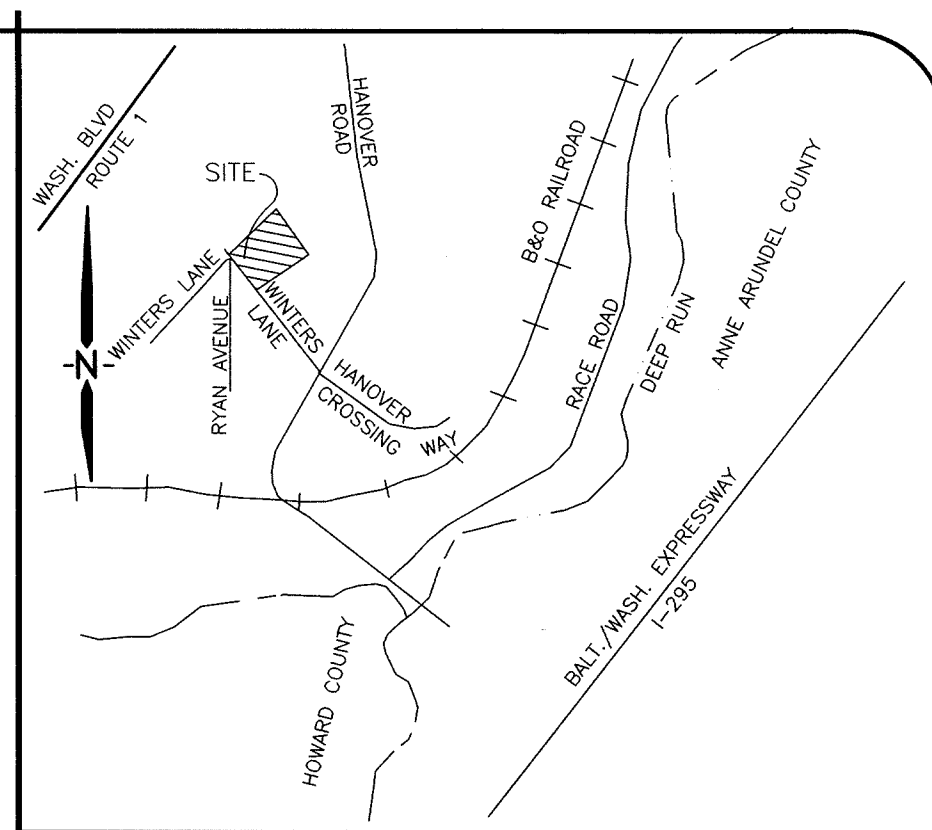 WASH. BLVD
ROUTE 1
HANOVER
ROAD
SITE
B&O RAILROAD
ANNE ARUNDEL COUNTY
WINTERS LANE
WINTERS
LANE
-N-
RYAN AVENUE
HANOVER
CROSSING
WAY
RACE ROAD
DEEP RUN
BALT./WASH. EXPRESSWAY
I-295
HOWARD COUNTY